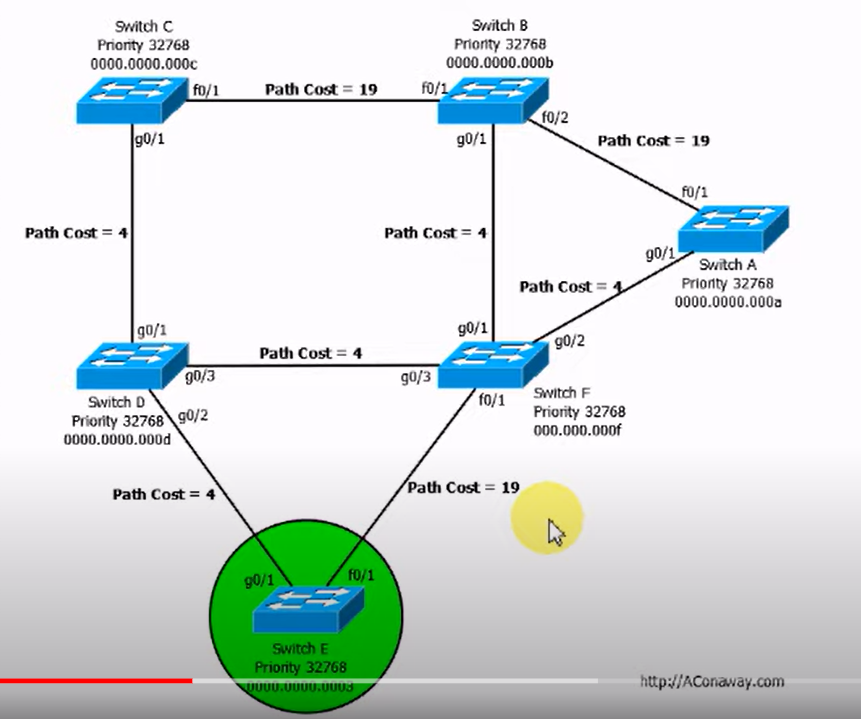 Switch C
Priority 32768
0000.0000.000c
Switch B
Priority 32768
0000.0000.000b
f0/1
Path Cost = 19
f0/1
g0/1
g0/1
f0/2
Path Cost = 19
f0/1
Path Cost = 4
Path Cost = 4
g0/1
Switch A
Priority 32768
0000.0000.000a
Path Cost = 4
g0/1
g0/1
g0/2
Path Cost = 4
g0/3
g0/3
Switch D
Priority 32768
0000.0000.000d
g0/2
f0/1
Switch F
Priority 32768
000.000.000f
Path Cost = 4
Path Cost = 19
g0/1
f0/1
Switch E
Priority 32768
0000.0000.0003
http://AConaway.com